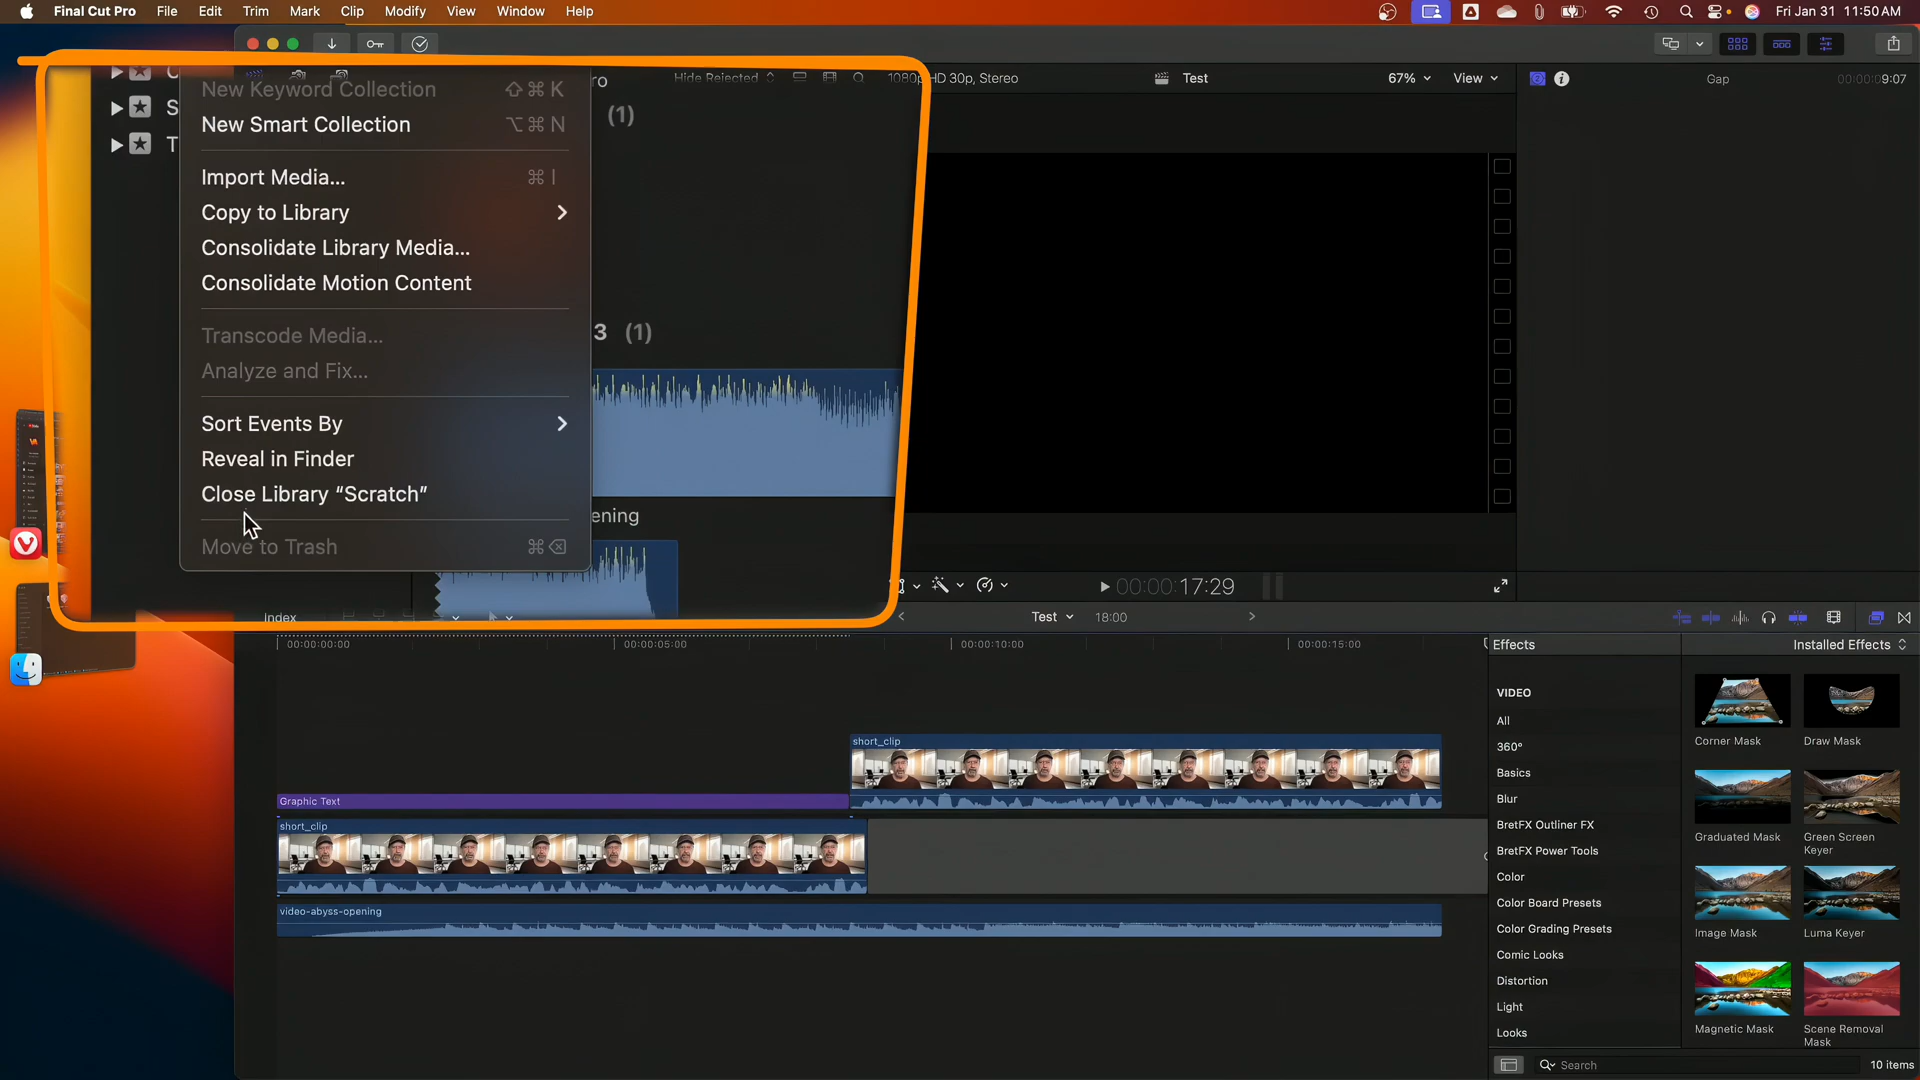 Final Cut Pro File Edit Trim Mark Clip Modify View Window Help
Fri Jan 31 11:50 AM
Hide Rejected
1080p HD 30p, Stereo
Test
67%
View
Gap
00:00:09:07
New Keyword Collection ⇧⌘K
(1)
New Smart Collection ⌥⌘N
S
T
Import Media... ⌘I
Copy to Library
Consolidate Library Media...
Consolidate Motion Content
Transcode Media...
3 (1)
Analyze and Fix...
Sort Events By
Reveal in Finder
Close Library “Scratch”
ening
Move to Trash ⌘⌫
00:00:17:29
Index
Test
18:00
00:00:00:00
00:00:05:00
00:00:10:00
00:00:15:00
short_clip
Graphic Text
short_clip
video-abyss-opening
Effects
Installed Effects
VIDEO
All
360°
Basics
Blur
BretFX Outliner FX
BretFX Power Tools
Color
Color Board Presets
Color Grading Presets
Comic Looks
Distortion
Light
Looks
Corner Mask
Draw Mask
Graduated Mask
Green Screen
Keyer
Image Mask
Luma Keyer
Magnetic Mask
Scene Removal
Mask
Search
10 items